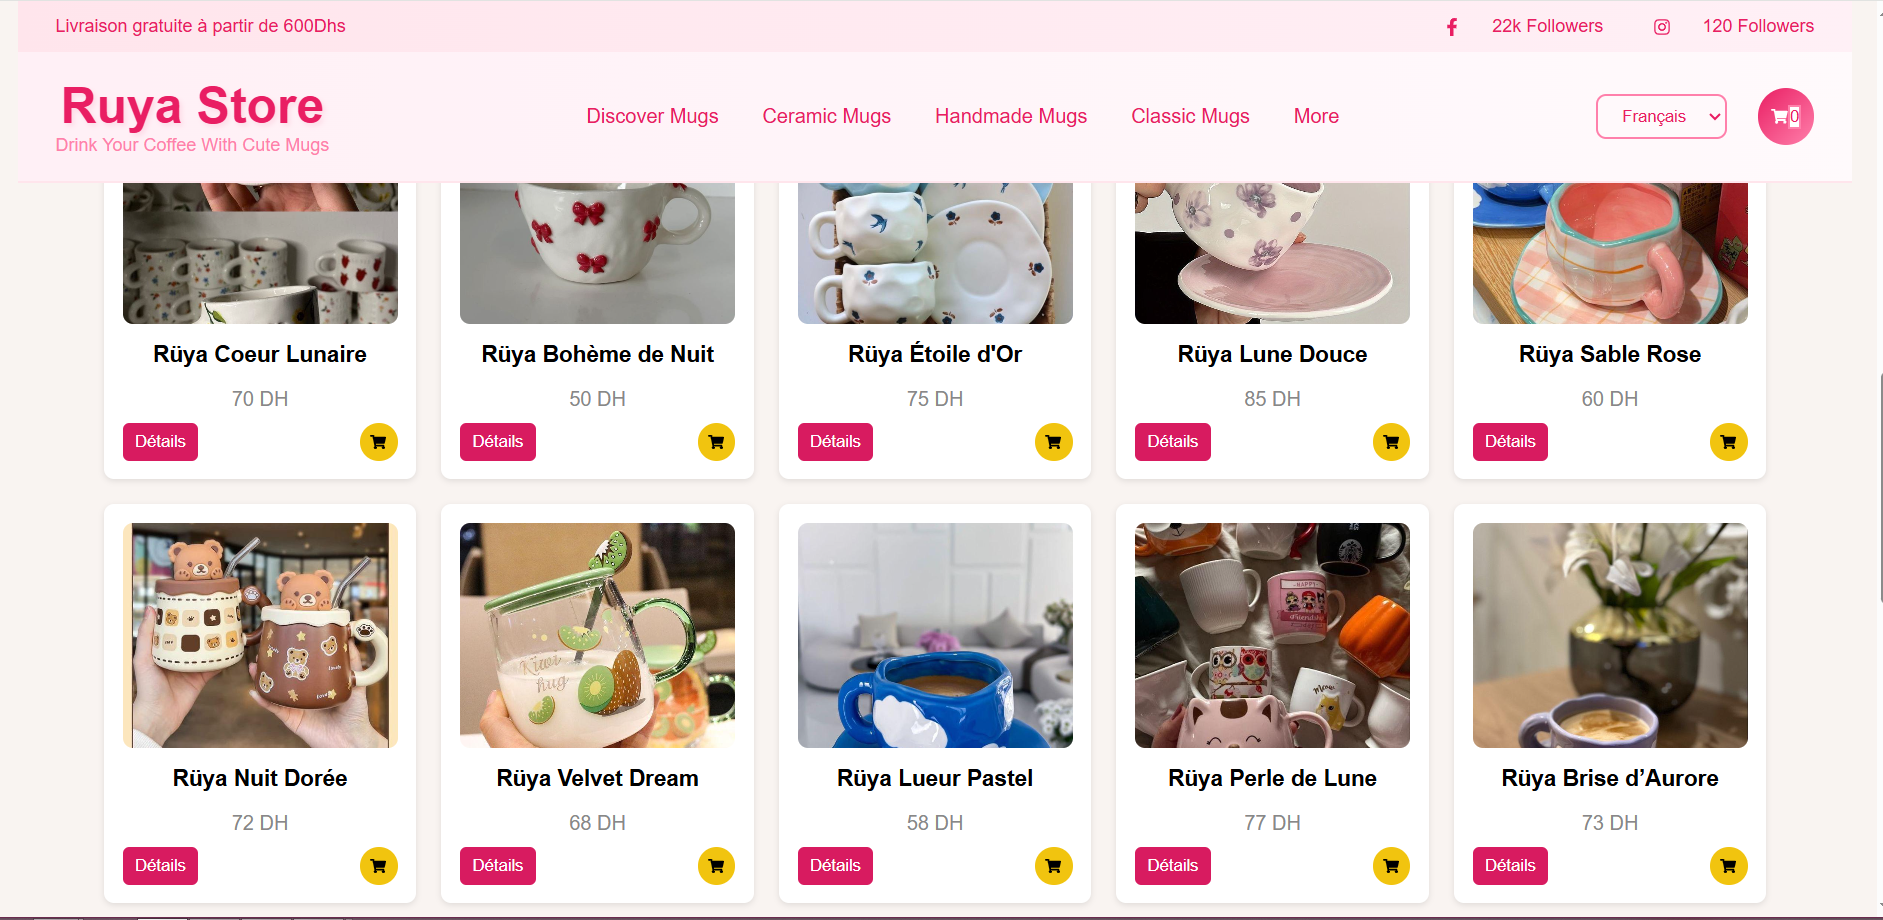 Livraison gratuite à partir de 600Dhs
22k Followers
120 Followers
Ruya Store
Drink Your Coffee With Cute Mugs
Discover Mugs
Ceramic Mugs
Handmade Mugs
Classic Mugs
More
Français
0
Rüya Coeur Lunaire
70 DH
Détails
Rüya Bohème de Nuit
50 DH
Détails
Rüya Étoile d'Or
75 DH
Détails
Rüya Lune Douce
85 DH
Détails
Rüya Sable Rose
60 DH
Détails
Kiwi
hug
HAPPY
Friendship
Rüya Nuit Dorée
72 DH
Détails
Rüya Velvet Dream
68 DH
Détails
Rüya Lueur Pastel
58 DH
Détails
Rüya Perle de Lune
77 DH
Détails
Rüya Brise d’Aurore
73 DH
Détails